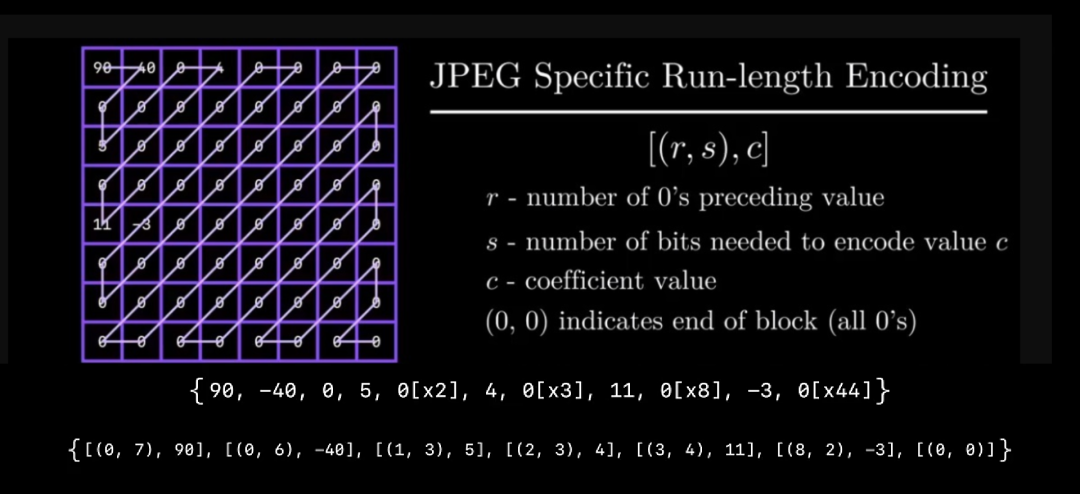 JPEG Specific Run-length Encoding
[(r, s), c]
r - number of 0's preceding value
s - number of bits needed to encode value c
c - coefficient value
(0, 0) indicates end of block (all 0's)
90 -40 0 4 0 0 0 0
0 0 0 0 0 0 0 0
5 0 0 0 0 0 0 0
0 0 0 0 0 0 0 0
11 -3 0 0 0 0 0 0
0 0 0 0 0 0 0 0
0 0 0 0 0 0 0 0
0 0 0 0 0 0 0 0
{90, -40, 0, 5, 0[x2], 4, 0[x3], 11, 0[x8], -3, 0[x44]}
{[(0, 7), 90], [(0, 6), -40], [(1, 3), 5], [(2, 3), 4], [(3, 4), 11], [(8, 2), -3], [(0, 0)]}